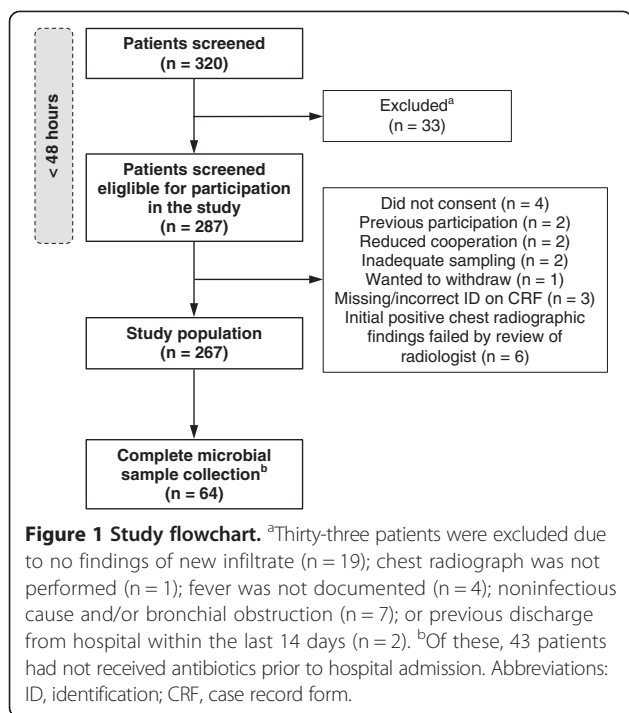 Patients screened
(n = 320)
< 48 hours
Excludedᵃ
(n = 33)
Patients screened
eliglible for participation
in the study
(n = 287)
Did not consent (n = 4)
Previous participation (n = 2)
Reduced cooperation (n = 2)
Inadequate sampling (n = 2)
Wanted to withdraw (n = 1)
Missing/incorrect ID on CRF (n = 3)
Initial positive chest radiographic
findings failed by review of
radiologist (n = 6)
Study population
(n = 267)
Complete microbial
sample collectionᵇ
(n = 64)
Figure 1 Study flowchart. ᵃThirty-three patients were excluded due
to no findings of new infiltrate (n = 19); chest radiograph was not
performed (n = 1); fever was not documented (n = 4); noninfectious
cause and/or bronchial obstruction (n = 7); or previous discharge
from hospital within the last 14 days (n = 2). ᵇOf these, 43 patients
had not received antibiotics prior to hospital admission. Abbreviations:
ID, identification; CRF, case record form.